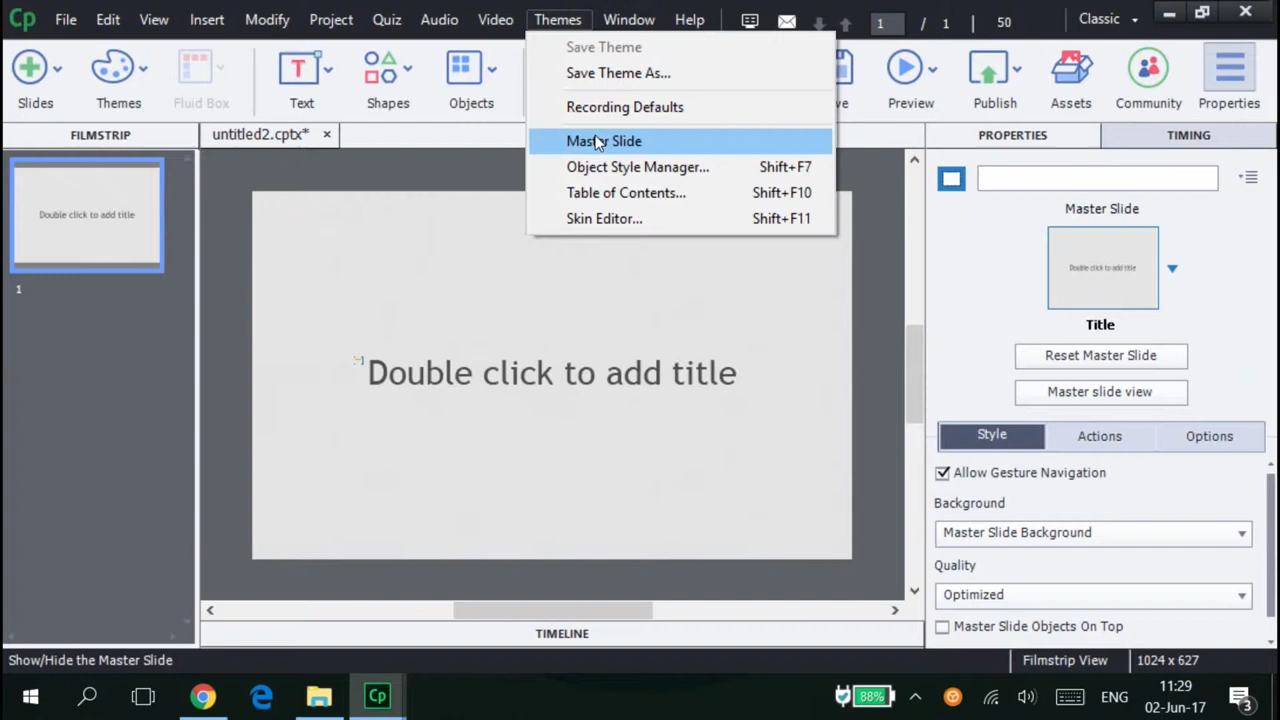 Cp File Edit View Insert Modify Project Quiz Audio Video Themes Window Help 1 / 1 50 Classic
Slides Themes Fluid Box Text Shapes Objects Preview Publish Assets Community Properties
Save Theme
Save Theme As...
Recording Defaults
Master Slide
Object Style Manager... Shift+F7
Table of Contents... Shift+F10
Skin Editor... Shift+F11
FILMSTRIP
untitled2.cptx*
Double click to add title
1
Double click to add title
TIMELINE
PROPERTIES TIMING
Master Slide
Double click to add title
Title
Reset Master Slide
Master slide view
Style Actions Options
Allow Gesture Navigation
Background
Master Slide Background
Quality
Optimized
Master Slide Objects On Top
Show/Hide the Master Slide Filmstrip View 1024 x 627
Cp 88% ENG 11:29
02-Jun-17 3